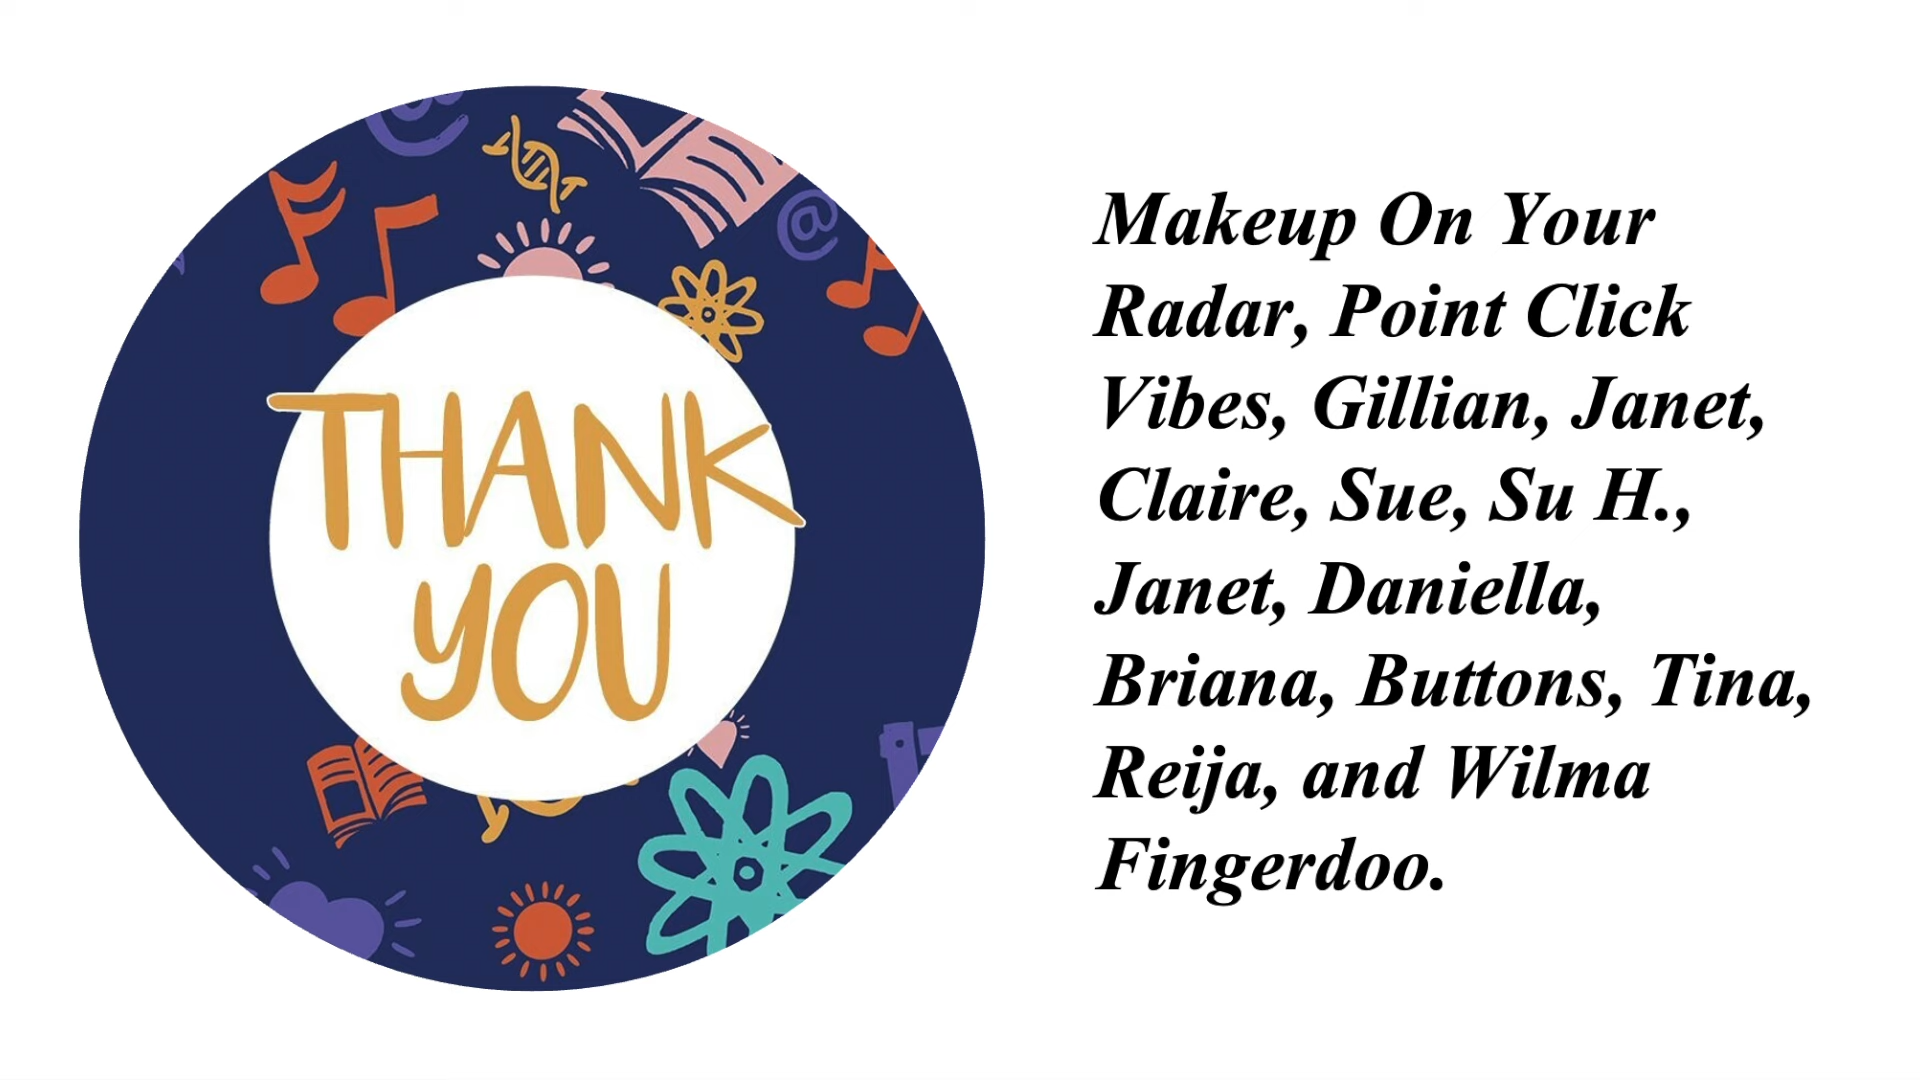 THANK
YOU
Makeup On Your
Radar, Point Click
Vibes, Gillian, Janet,
Claire, Sue, Su H.,
Janet, Daniella,
Briana, Buttons, Tina,
Reija, and Wilma
Fingerdoo.